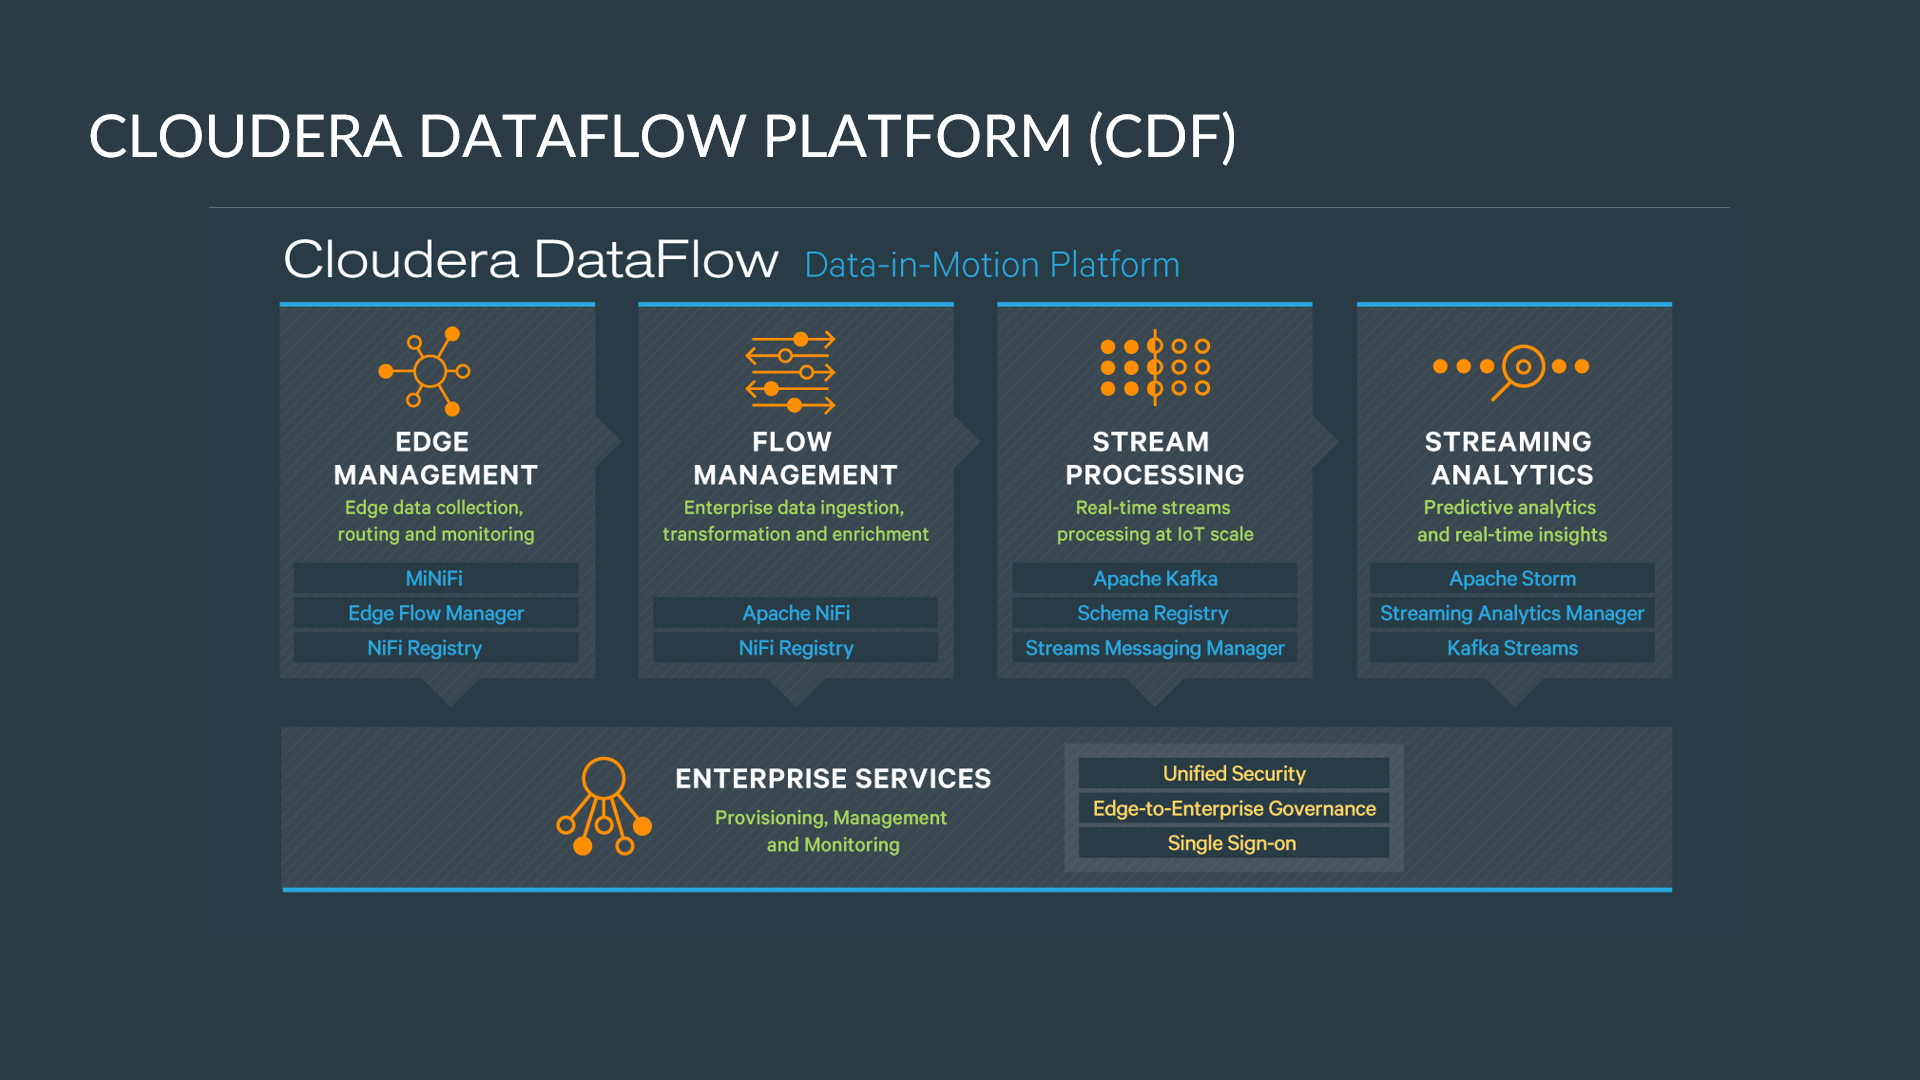 CLOUDERA DATAFLOW PLATFORM (CDF)
Cloudera DataFlow Data-in-Motion Platform
EDGE
MANAGEMENT
Edge data collection,
routing and monitoring
MiNiFi
Edge Flow Manager
NiFi Registry
FLOW
MANAGEMENT
Enterprise data ingestion,
transformation and enrichment
Apache NiFi
NiFi Registry
STREAM
PROCESSING
Real-time streams
processing at IoT scale
Apache Kafka
Schema Registry
Streams Messaging Manager
STREAMING
ANALYTICS
Predictive analytics
and real-time insights
Apache Storm
Streaming Analytics Manager
Kafka Streams
ENTERPRISE SERVICES
Provisioning, Management
and Monitoring
Unified Security
Edge-to-Enterprise Governance
Single Sign-on